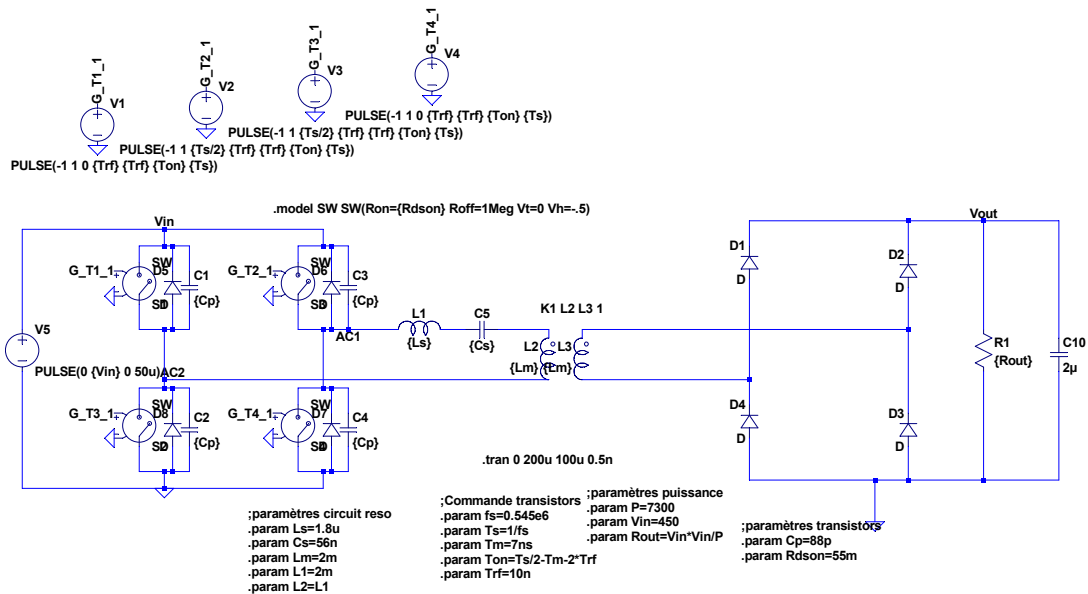 G_T1_1
V1
G_T2_1
V2
G_T3_1
V3
G_T4_1
V4
PULSE(-1 1 0 {Trf} {Trf} {Ton} {Ts})
PULSE(-1 1 {Ts/2} {Trf} {Trf} {Ton} {Ts})
PULSE(-1 1 {Ts/2} {Trf} {Trf} {Ton} {Ts})
PULSE(-1 1 0 {Trf} {Trf} {Ton} {Ts})
.model SW SW(Ron={Rdson} Roff=1Meg Vt=0 Vh=-.5)
Vin
Vout
SW
G_T1_1
D5
C1
{Cp}
S1
D
SW
G_T2_1
D6
C3
{Cp}
S3
D
AC1
L1
{Ls}
C5
{Cs}
K1 L2 L3 1
L2
{Lm}
L3
{Lm}
D1
D
D2
D
R1
{Rout}
C10
2µ
V5
PULSE(0 {Vin} 0 50u)
AC2
SW
G_T3_1
D8
C2
{Cp}
S2
D
SW
G_T4_1
D7
C4
{Cp}
S4
D
D4
D
D3
D
.tran 0 200u 100u 0.5n
;paramètres circuit reso
.param Ls=1.8u
.param Cs=56n
.param Lm=2m
.param L1=2m
.param L2=L1
;Commande transistors
.param fs=0.545e6
.param Ts=1/fs
.param Tm=7ns
.param Ton=Ts/2-Tm-2*Trf
.param Trf=10n
;paramètres puissance
.param P=7300
.param Vin=450
.param Rout=Vin*Vin/P
;paramètres transistors
.param Cp=88p
.param Rdson=55m